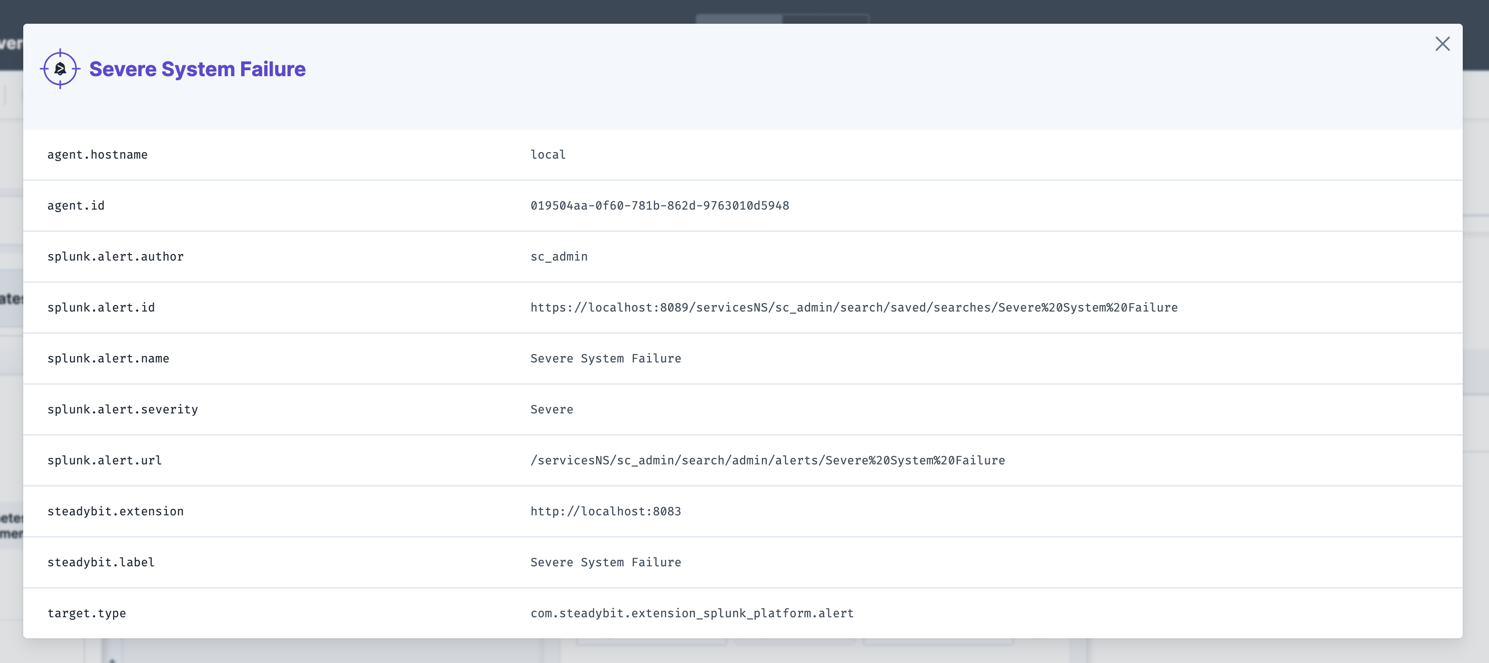 Severe System Failure
agent.hostname local
agent.id 019504aa-0f60-781b-862d-9763010d5948
splunk.alert.author sc_admin
splunk.alert.id https://localhost:8089/servicesNS/sc_admin/search/saved/searches/Severe%20System%20Failure
splunk.alert.name Severe System Failure
splunk.alert.severity Severe
splunk.alert.url /servicesNS/sc_admin/search/admin/alerts/Severe%20System%20Failure
steadybit.extension http://localhost:8083
steadybit.label Severe System Failure
target.type com.steadybit.extension_splunk_platform.alert